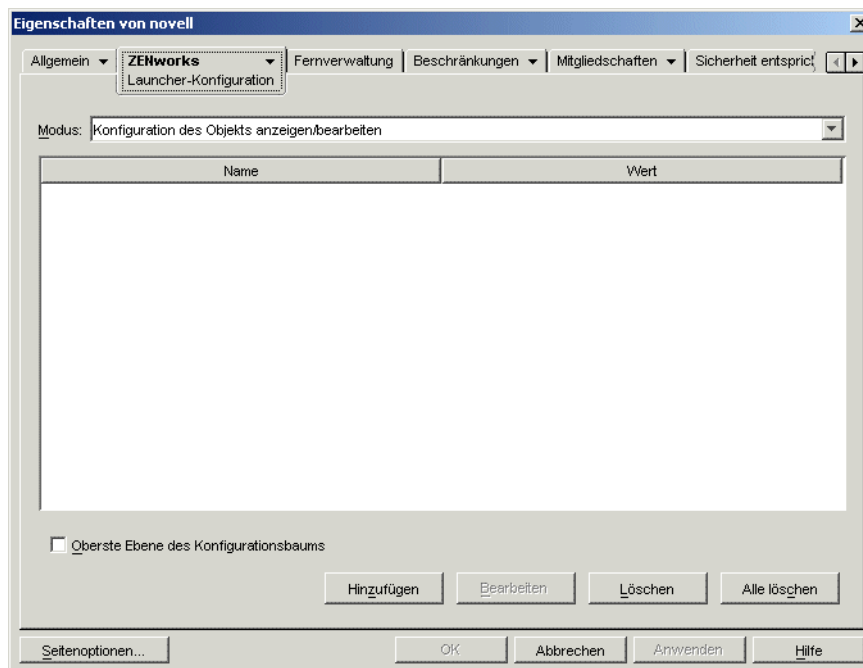 Eigenschaften von novell
Allgemein
ZENworks
Fernverwaltung
Beschränkungen
Mitgliedschaften
Sicherheit entspricht
Launcher-Konfiguration
Modus: Konfiguration des Objekts anzeigen/bearbeiten
Name
Wert
Oberste Ebene des Konfigurationsbaums
Hinzufügen
Bearbeiten
Löschen
Alle löschen
Seitenoptionen...
OK
Abbrechen
Anwenden
Hilfe